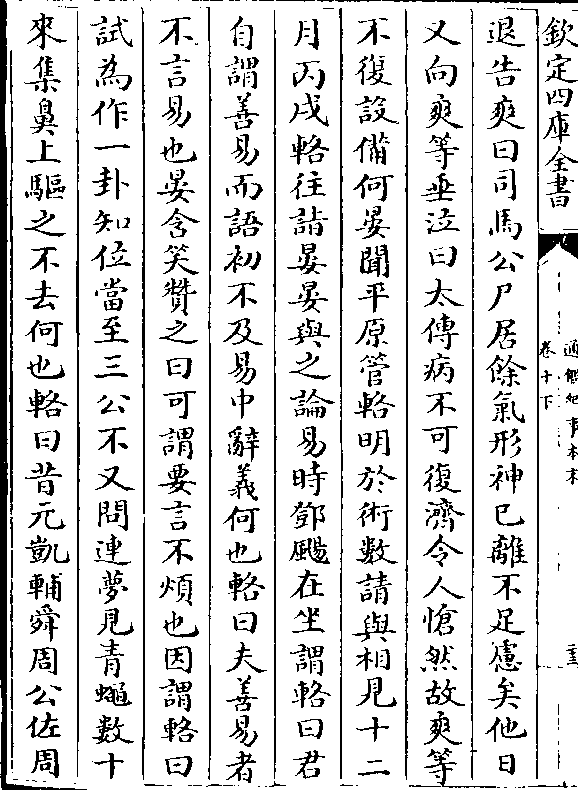 欽定四庫全書
通鑑紀事本末
卷十下
退告爽曰司馬公尸居餘氣形神已離不足慮矣他日
又向爽等垂泣曰太傅病不可復濟令人愴然故爽等
不復設備何晏聞平原管輅明於術數請與相見十二
月丙戌輅往詣晏晏與之論易時鄧颺在坐謂輅曰君
自謂善易而語初不及易中辭義何也輅曰夫善易者
不言易也晏含笑贊之曰可謂要言不煩也因謂輅曰
試為作一卦知位當至三公不又問連夢見青蠅數十
來集鼻上驅之不去何也輅曰昔元凱輔舜周公佐周